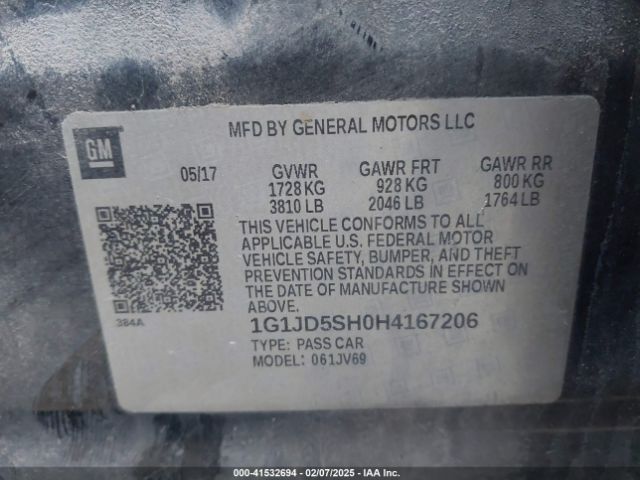 GM
MFD BY GENERAL MOTORS LLC
05/17 GVWR GAWR FRT GAWR RR
1728 KG 928 KG 800 KG
3810 LB 2046 LB 1764 LB
THIS VEHICLE CONFORMS TO ALL
APPLICABLE U.S. FEDERAL MOTOR
VEHICLE SAFETY, BUMPER, AND THEFT
PREVENTION STANDARDS IN EFFECT ON
THE DATE OF MANUFACTURE SHOWN
ABOVE.
384A
1G1JD5SH0H4167206
TYPE: PASS CAR
MODEL: 061JV69
000-41532694 - 02/07/2025 - IAA Inc.